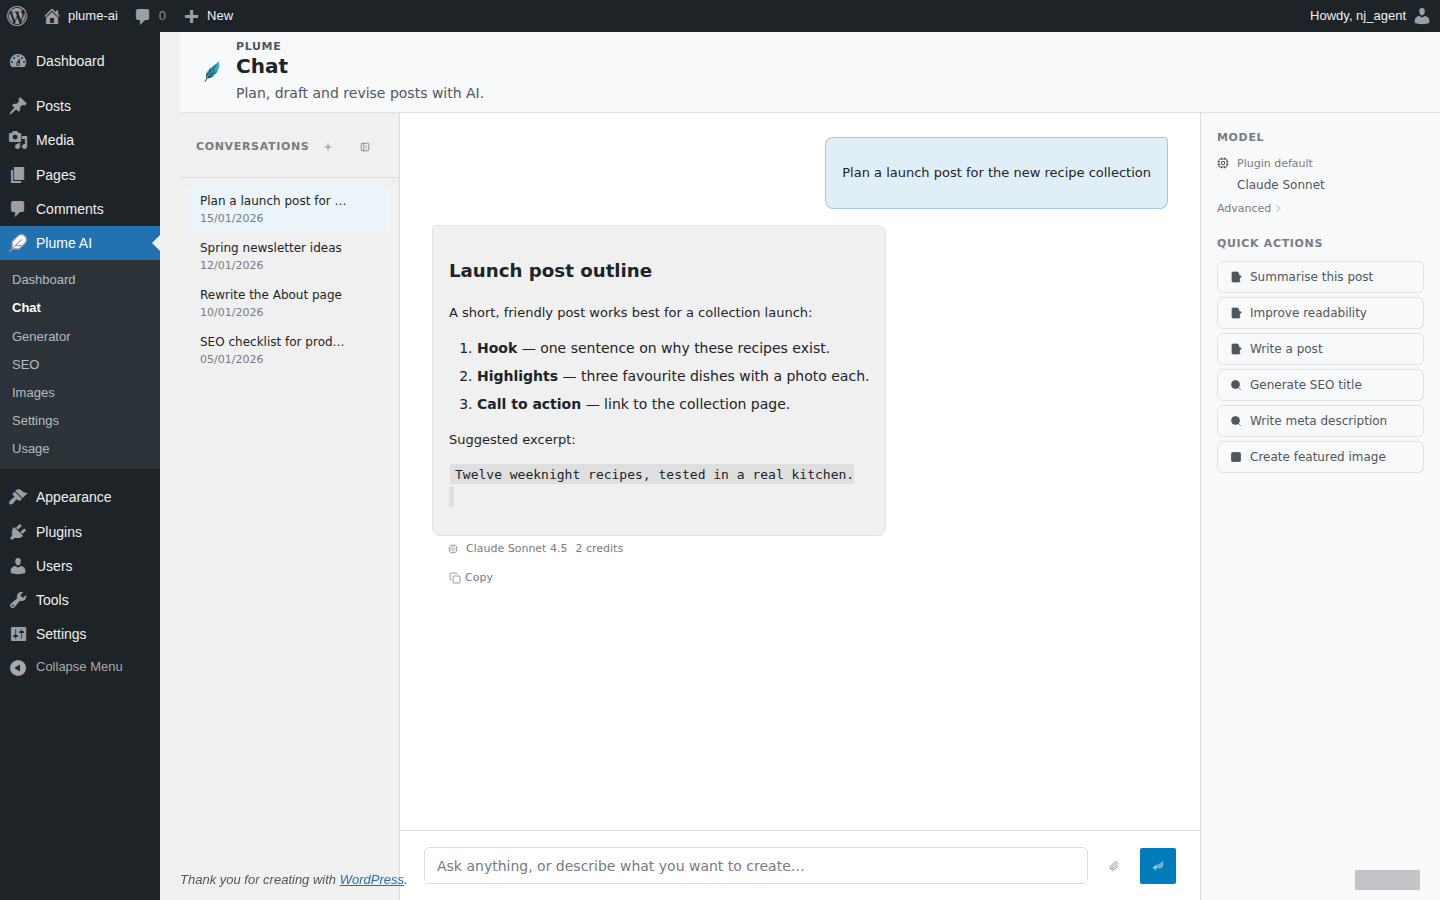 plume-ai
0
New
Howdy, nj_agent
Dashboard
Posts
Media
Pages
Comments
Plume AI
Dashboard
Chat
Generator
SEO
Images
Settings
Usage
Appearance
Plugins
Users
Tools
Settings
Collapse Menu
PLUME
Chat
Plan, draft and revise posts with AI.
CONVERSATIONS
Plan a launch post for ...
15/01/2026
Spring newsletter ideas
12/01/2026
Rewrite the About page
10/01/2026
SEO checklist for prod...
05/01/2026
Thank you for creating with WordPress.
Plan a launch post for the new recipe collection
Launch post outline
A short, friendly post works best for a collection launch:
1. Hook — one sentence on why these recipes exist.
2. Highlights — three favourite dishes with a photo each.
3. Call to action — link to the collection page.
Suggested excerpt:
Twelve weeknight recipes, tested in a real kitchen.
Claude Sonnet 4.5 2 credits
Copy
Ask anything, or describe what you want to create...
MODEL
Plugin default
Claude Sonnet
Advanced
QUICK ACTIONS
Summarise this post
Improve readability
Write a post
Generate SEO title
Write meta description
Create featured image